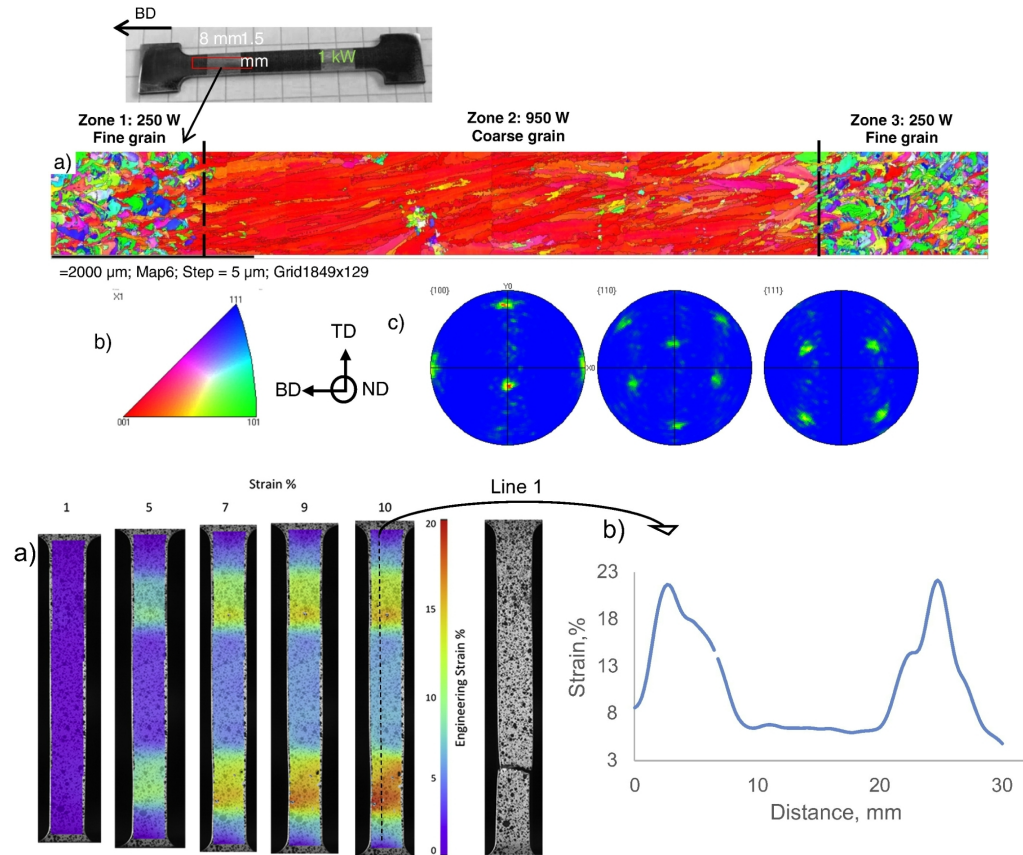 BD
8 mm1.5
mm
1 kW
Zone 1: 250 W
Fine grain
Zone 2: 950 W
Coarse grain
Zone 3: 250 W
Fine grain
a)
=2000 µm; Map6; Step = 5 µm; Grid1849x129
X1
111
b)
001
101
TD
BD
ND
c)
{100}
Y0
{110}
{111}
X0
Strain %
1
5
7
9
10
Line 1
a)
20
15
10
5
0
Engineering Strain %
b)
23
18
13
8
3
Strain,%
0
10
20
30
Distance, mm